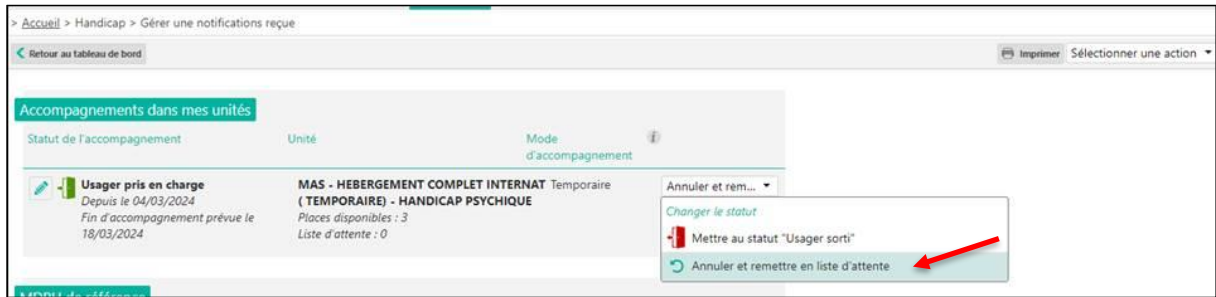 > Accueil > Handicap > Gérer une notifications reçue
Retour au tableau de bord
Imprimer Sélectionner une action
Accompagnements dans mes unités
Statut de l'accompagnement Unité Mode d'accompagnement i
Usager pris en charge
Depuis le 04/03/2024
Fin d'accompagnement prévue le
18/03/2024
MAS - HEBERGEMENT COMPLET INTERNAT
( TEMPORAIRE) - HANDICAP PSYCHIQUE
Places disponibles : 3
Liste d'attente : 0
Temporaire
Annuler et rem...
Changer le statut
Mettre au statut "Usager sorti"
Annuler et remettre en liste d'attente
MDPH de référence